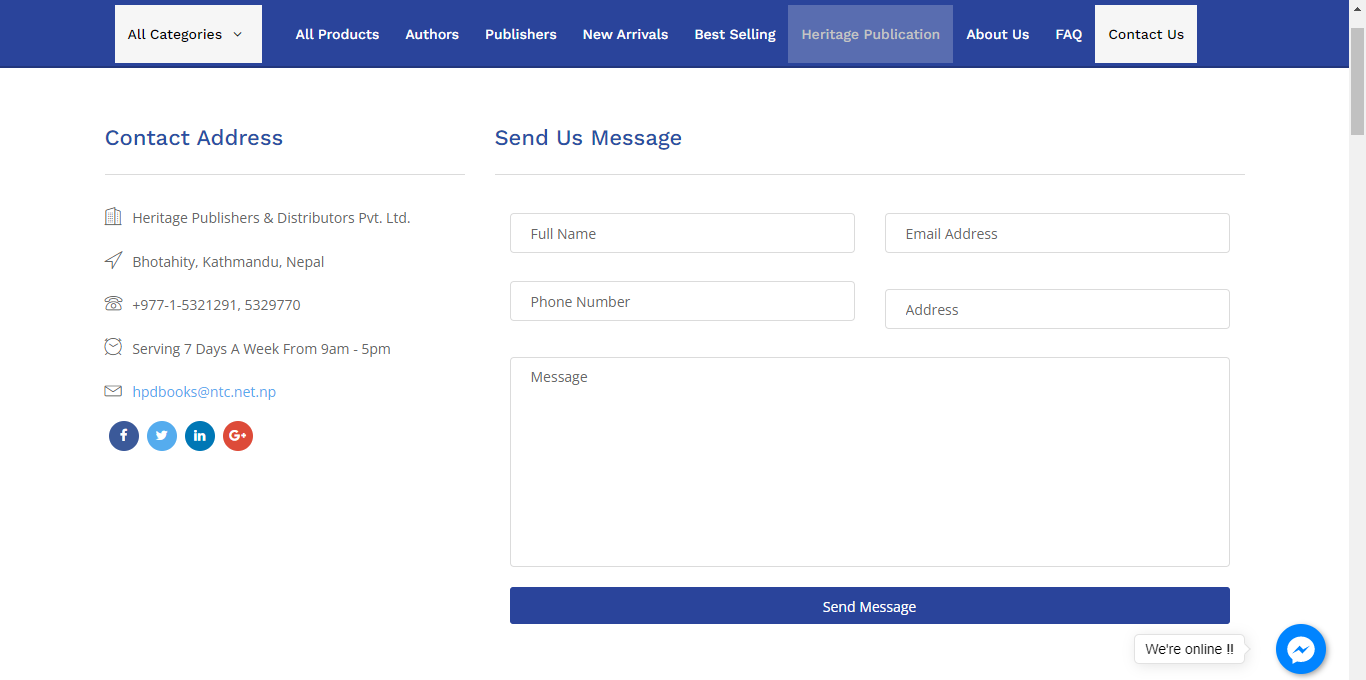 All Categories
All Products
Authors
Publishers
New Arrivals
Best Selling
Heritage Publication
About Us
FAQ
Contact Us
Contact Address
Heritage Publishers & Distributors Pvt. Ltd.
Bhotahity, Kathmandu, Nepal
+977-1-5321291, 5329770
Serving 7 Days A Week From 9am - 5pm
hpdbooks@ntc.net.np
Send Us Message
Full Name
Email Address
Phone Number
Address
Message
Send Message
We're online !!